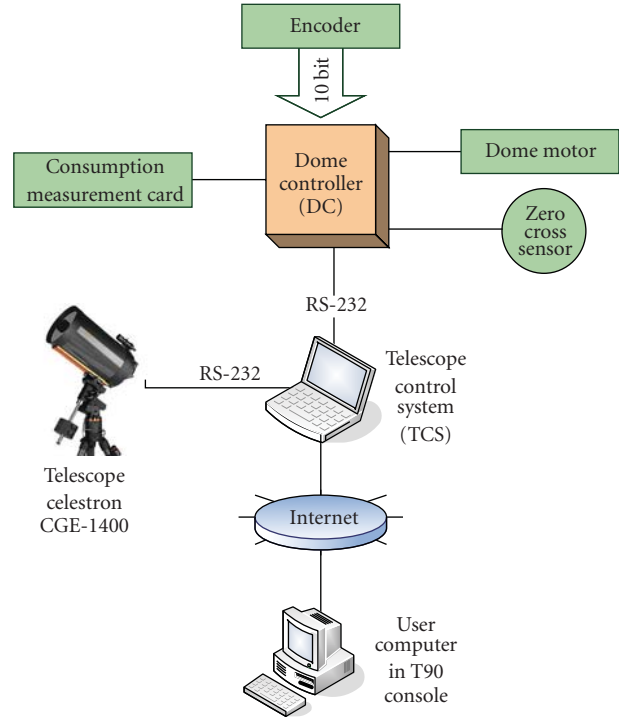 Encoder
10 bit
Consumption
measurement card
Dome
controller
(DC)
Dome motor
Zero
cross
sensor
RS-232
RS-232
Telescope
control
system
(TCS)
Telescope
celestron
CGE-1400
Internet
User
computer
in T90
console